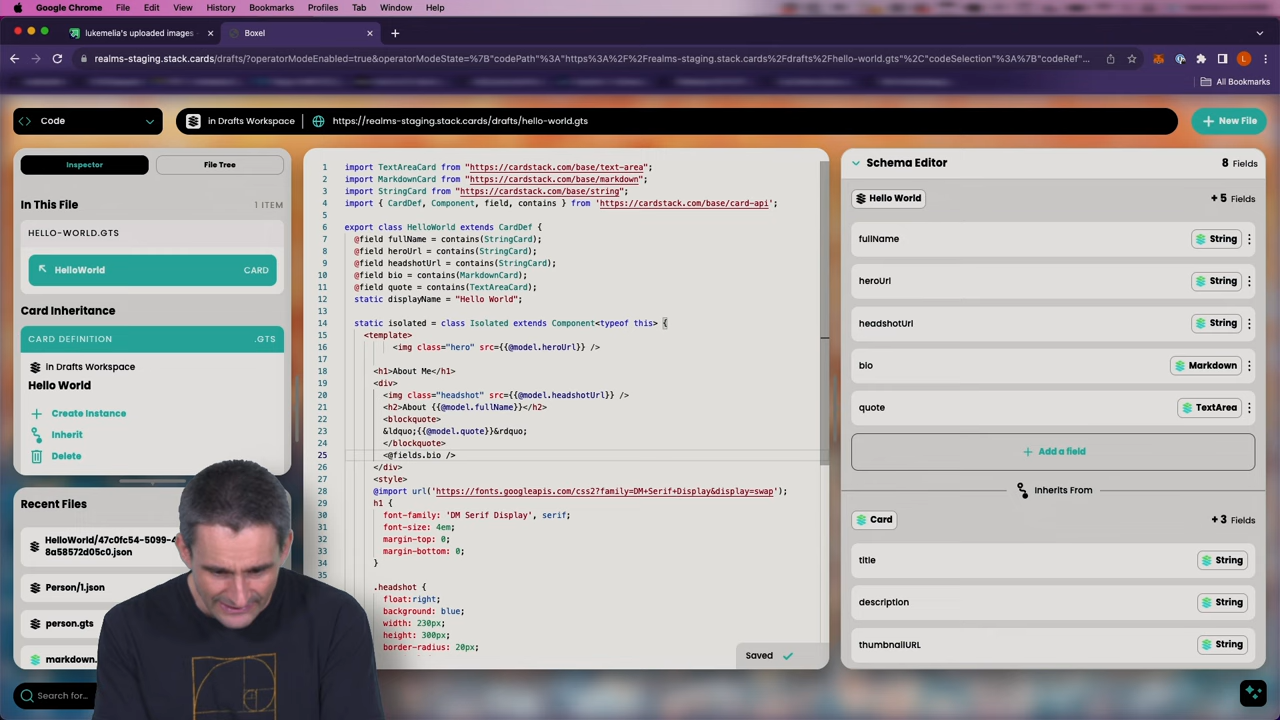 Google Chrome File Edit View History Bookmarks Profiles Tab Window Help
lukemelia's uploaded images
Boxel
realms-staging.stack.cards/drafts/?operatorModeEnabled=true&operatorModeState=%7B"codePath"%3A"https%3A%2F%2Frealms-staging.stack.cards%2Fdrafts%2Fhello-world.gts"%2C"codeSelection"%3A%7B"codeRef"...
All Bookmarks
Code
in Drafts Workspace
https://realms-staging.stack.cards/drafts/hello-world.gts
New File
Inspector
File Tree
In This File
1 ITEM
HELLO-WORLD.GTS
HelloWorld CARD
Card Inheritance
CARD DEFINITION .GTS
in Drafts Workspace
Hello World
Create Instance
Inherit
Delete
Recent Files
HelloWorld/47c0fc54-5099-4
8a58572d05c0.json
Person/1.json
person.gts
markdown.
Search for...
1 import TextAreaCard from "https://cardstack.com/base/text-area";
2 import MarkdownCard from "https://cardstack.com/base/markdown";
3 import StringCard from "https://cardstack.com/base/string";
4 import { CardDef, Component, field, contains } from 'https://cardstack.com/base/card-api';
5
6 export class HelloWorld extends CardDef {
7 @field fullName = contains(StringCard);
8 @field heroUrl = contains(StringCard);
9 @field headshotUrl = contains(StringCard);
10 @field bio = contains(MarkdownCard);
11 @field quote = contains(TextAreaCard);
12 static displayName = "Hello World";
13
14 static isolated = class Isolated extends Component<typeof this> {
15 <template>
16 <img class="hero" src={{@model.heroUrl}} />
17
18 <h1>About Me</h1>
19 <div>
20 <img class="headshot" src={{@model.headshotUrl}} />
21 <h2>About {{@model.fullName}}</h2>
22 <blockquote>
23 &ldquo;{{@model.quote}}&rdquo;
24 </blockquote>
25 <@fields.bio />
26 </div>
27 <style>
28 @import url('https://fonts.googleapis.com/css2?family=DM+Serif+Display&display=swap');
29 h1 {
30 font-family: 'DM Serif Display', serif;
31 font-size: 4em;
32 margin-top: 0;
33 margin-bottom: 0;
34 }
35
.headshot {
float:right;
background: blue;
width: 230px;
height: 300px;
border-radius: 20px;
Saved
Schema Editor
8 Fields
Hello World
+ 5 Fields
fullName String
heroUrl String
headshotUrl String
bio Markdown
quote TextArea
Add a field
Inherits From
Card
+ 3 Fields
title String
description String
thumbnailURL String